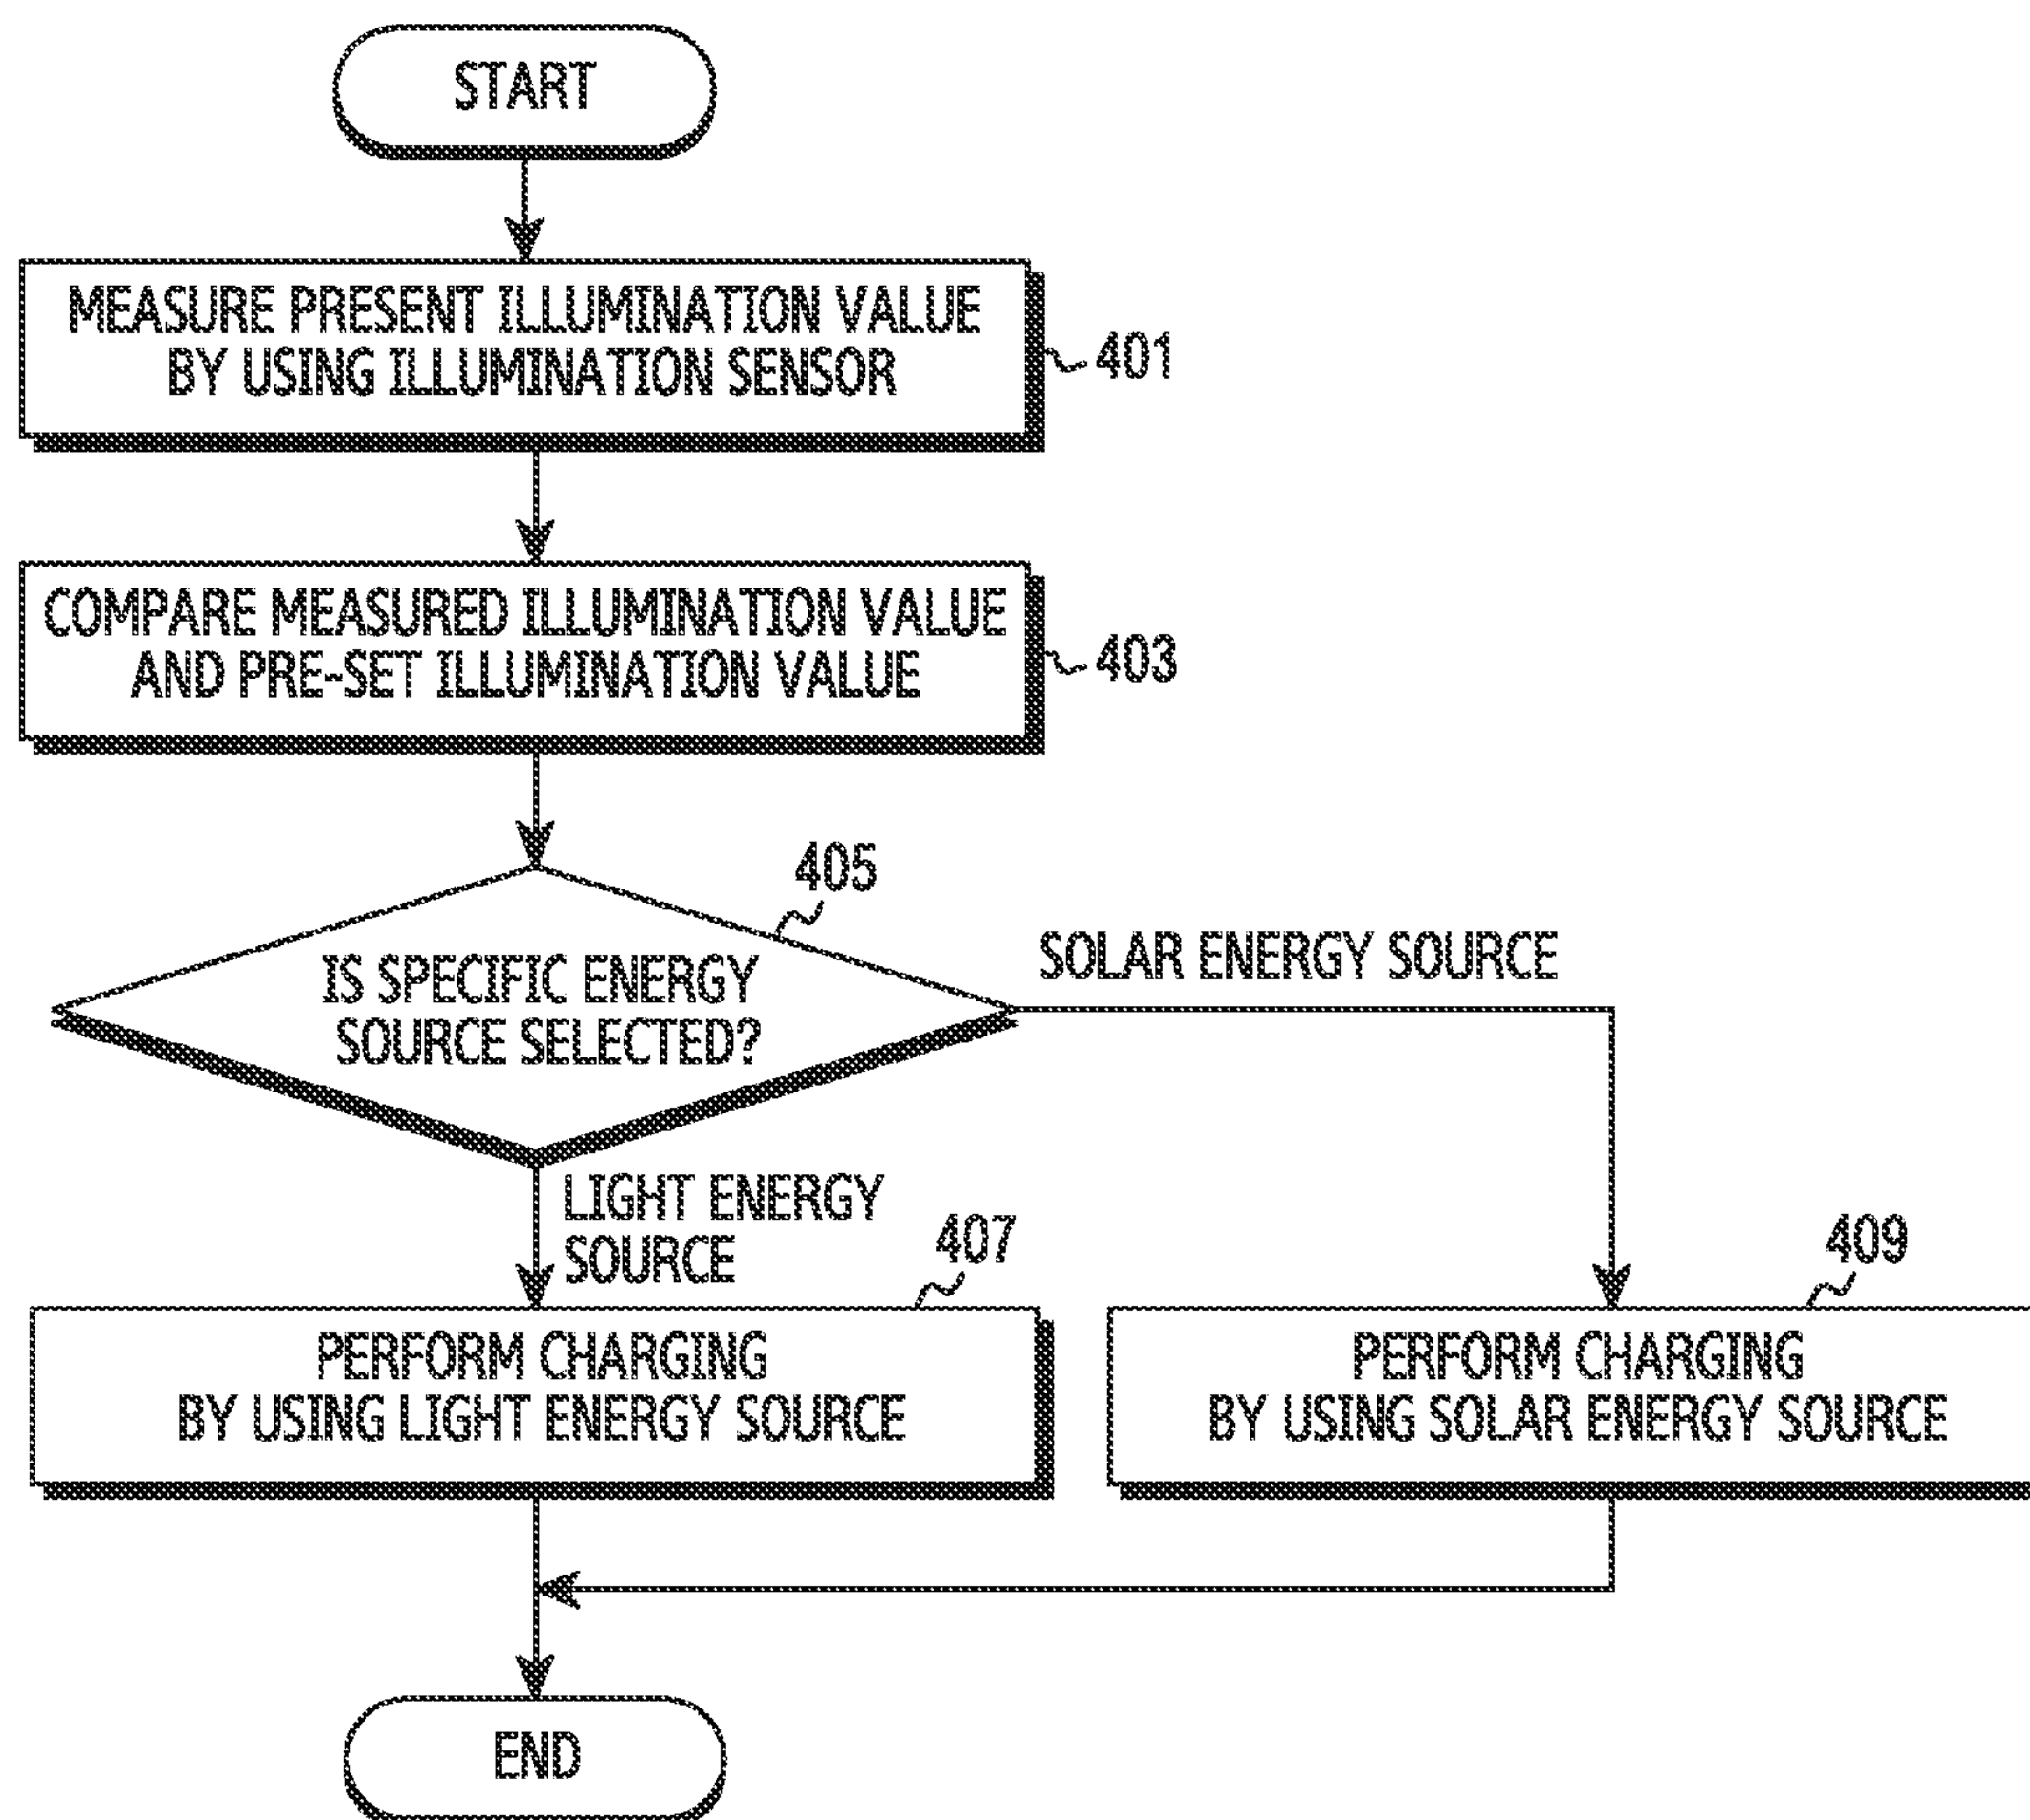 START
MEASURE PRESENT ILLUMINATION VALUE
BY USING ILLUMINATION SENSOR
401
COMPARE MEASURED ILLUMINATION VALUE
AND PRE-SET ILLUMINATION VALUE
403
405
IS SPECIFIC ENERGY
SOURCE SELECTED?
SOLAR ENERGY SOURCE
LIGHT ENERGY
SOURCE
407
PERFORM CHARGING
BY USING LIGHT ENERGY SOURCE
409
PERFORM CHARGING
BY USING SOLAR ENERGY SOURCE
END